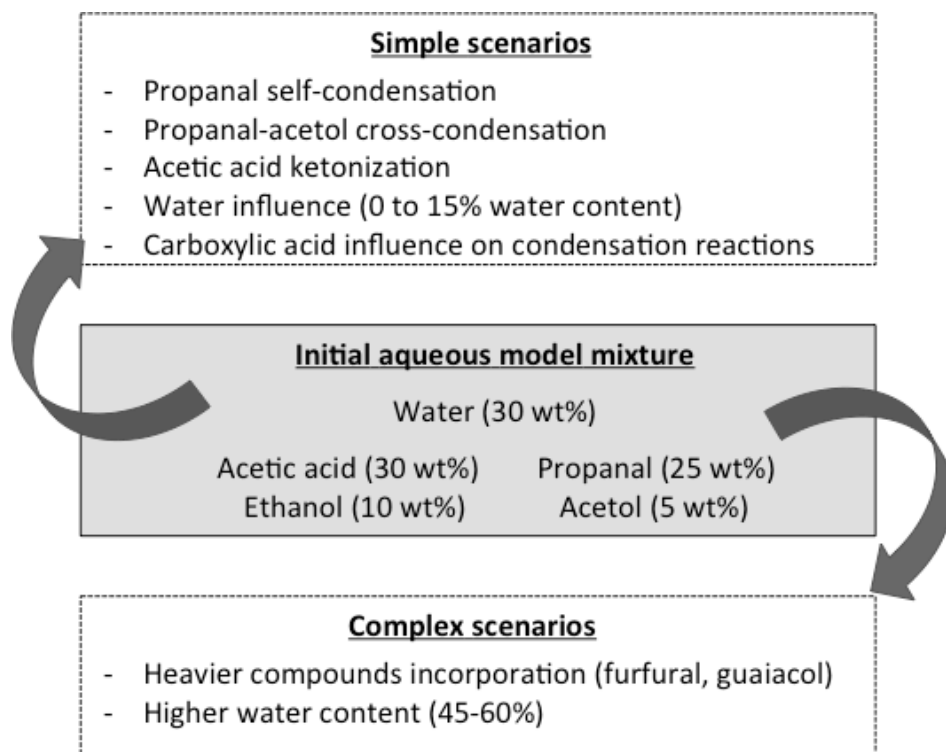 Simple scenarios
- Propanal self-condensation
- Propanal-acetol cross-condensation
- Acetic acid ketonization
- Water influence (0 to 15% water content)
- Carboxylic acid influence on condensation reactions
Initial aqueous model mixture
Water (30 wt%)
Acetic acid (30 wt%) Propanal (25 wt%)
Ethanol (10 wt%) Acetol (5 wt%)
Complex scenarios
- Heavier compounds incorporation (furfural, guaiacol)
- Higher water content (45-60%)